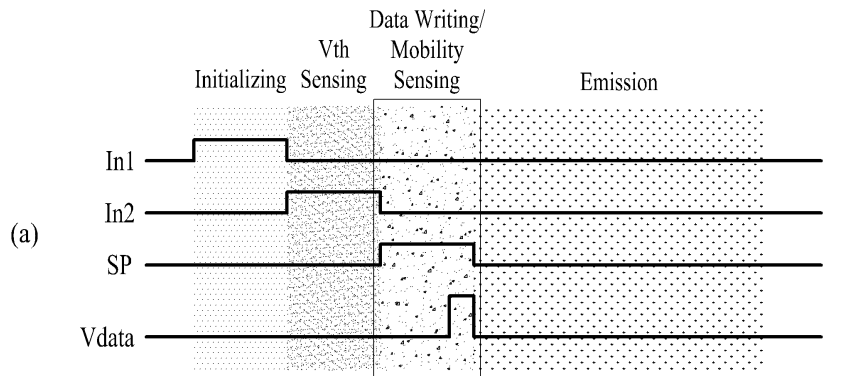 Data Writing/
Vth Mobility
Initializing Sensing Sensing Emission
In1
In2
(a)
SP
Vdata